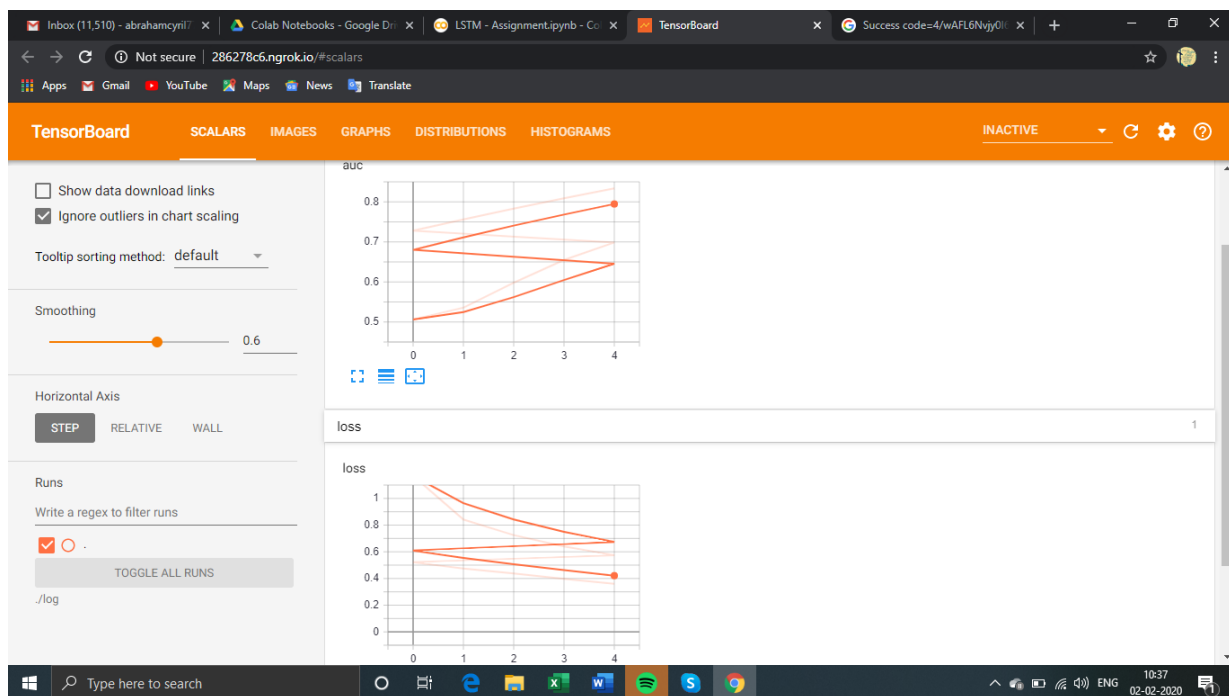 Inbox (11,510) - abrahamcyril7
Colab Notebooks - Google Dri
LSTM - Assignment.ipynb - Co
TensorBoard
Success code=4/wAFL6Nvjy0I
Not secure | 286278c6.ngrok.io/#scalars
Apps Gmail YouTube Maps News Translate
TensorBoard SCALARS IMAGES GRAPHS DISTRIBUTIONS HISTOGRAMS INACTIVE
Show data download links
Ignore outliers in chart scaling
Tooltip sorting method: default
Smoothing
0.6
Horizontal Axis
STEP RELATIVE WALL
Runs
Write a regex to filter runs
.
TOGGLE ALL RUNS
./log
auc
0.8
0.7
0.6
0.5
0 1 2 3 4
loss 1
loss
1
0.8
0.6
0.4
0.2
0
0 1 2 3 4
Type here to search
ENG
10:37
02-02-2020